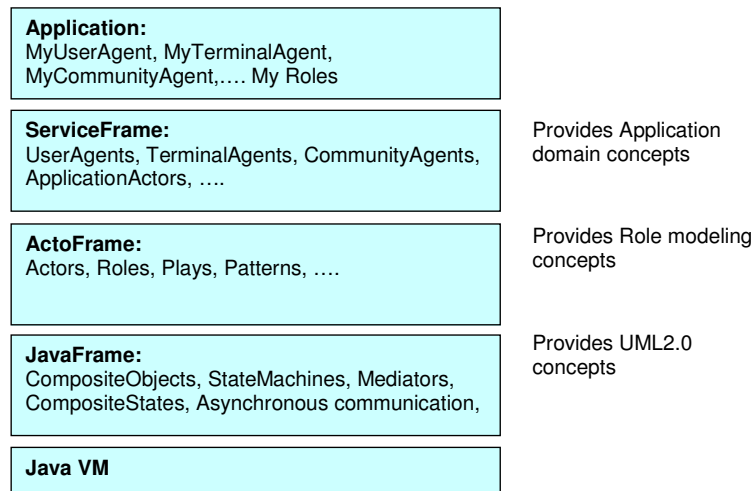 Application:
MyUserAgent, MyTerminalAgent,
MyCommunityAgent,…. My Roles
ServiceFrame:
UserAgents, TerminalAgents, CommunityAgents,
ApplicationActors, ….
Provides Application
domain concepts
ActoFrame:
Actors, Roles, Plays, Patterns, ….
Provides Role modeling
concepts
JavaFrame:
CompositeObjects, StateMachines, Mediators,
CompositeStates, Asynchronous communication,
Provides UML2.0
concepts
Java VM